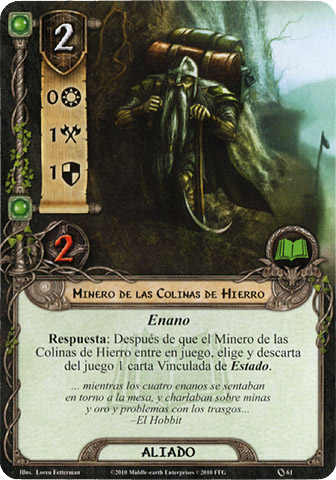 2
0
1
1
2
Minero de las Colinas de Hierro
Enano
Respuesta: Después de que el Minero de las
Colinas de Hierro entre en juego, elige y descarta
del juego 1 carta Vinculada de Estado.
... mientras los cuatro enanos se sentaban
en torno a la mesa, y charlaban sobre minas
y oro y problemas con los trasgos...
–El Hobbit
ALIADO
Illus. Loren Fetterman ©2010 Middle-earth Enterprises ©2010 FFG 61